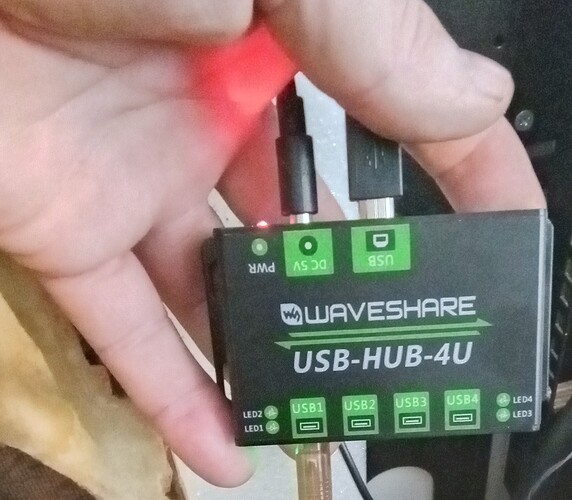 PWR DC 5V USB
WAVESHARE
USB-HUB-4U
USB1 USB2 USB3 USB4
LED2 LED4
LED1 LED3